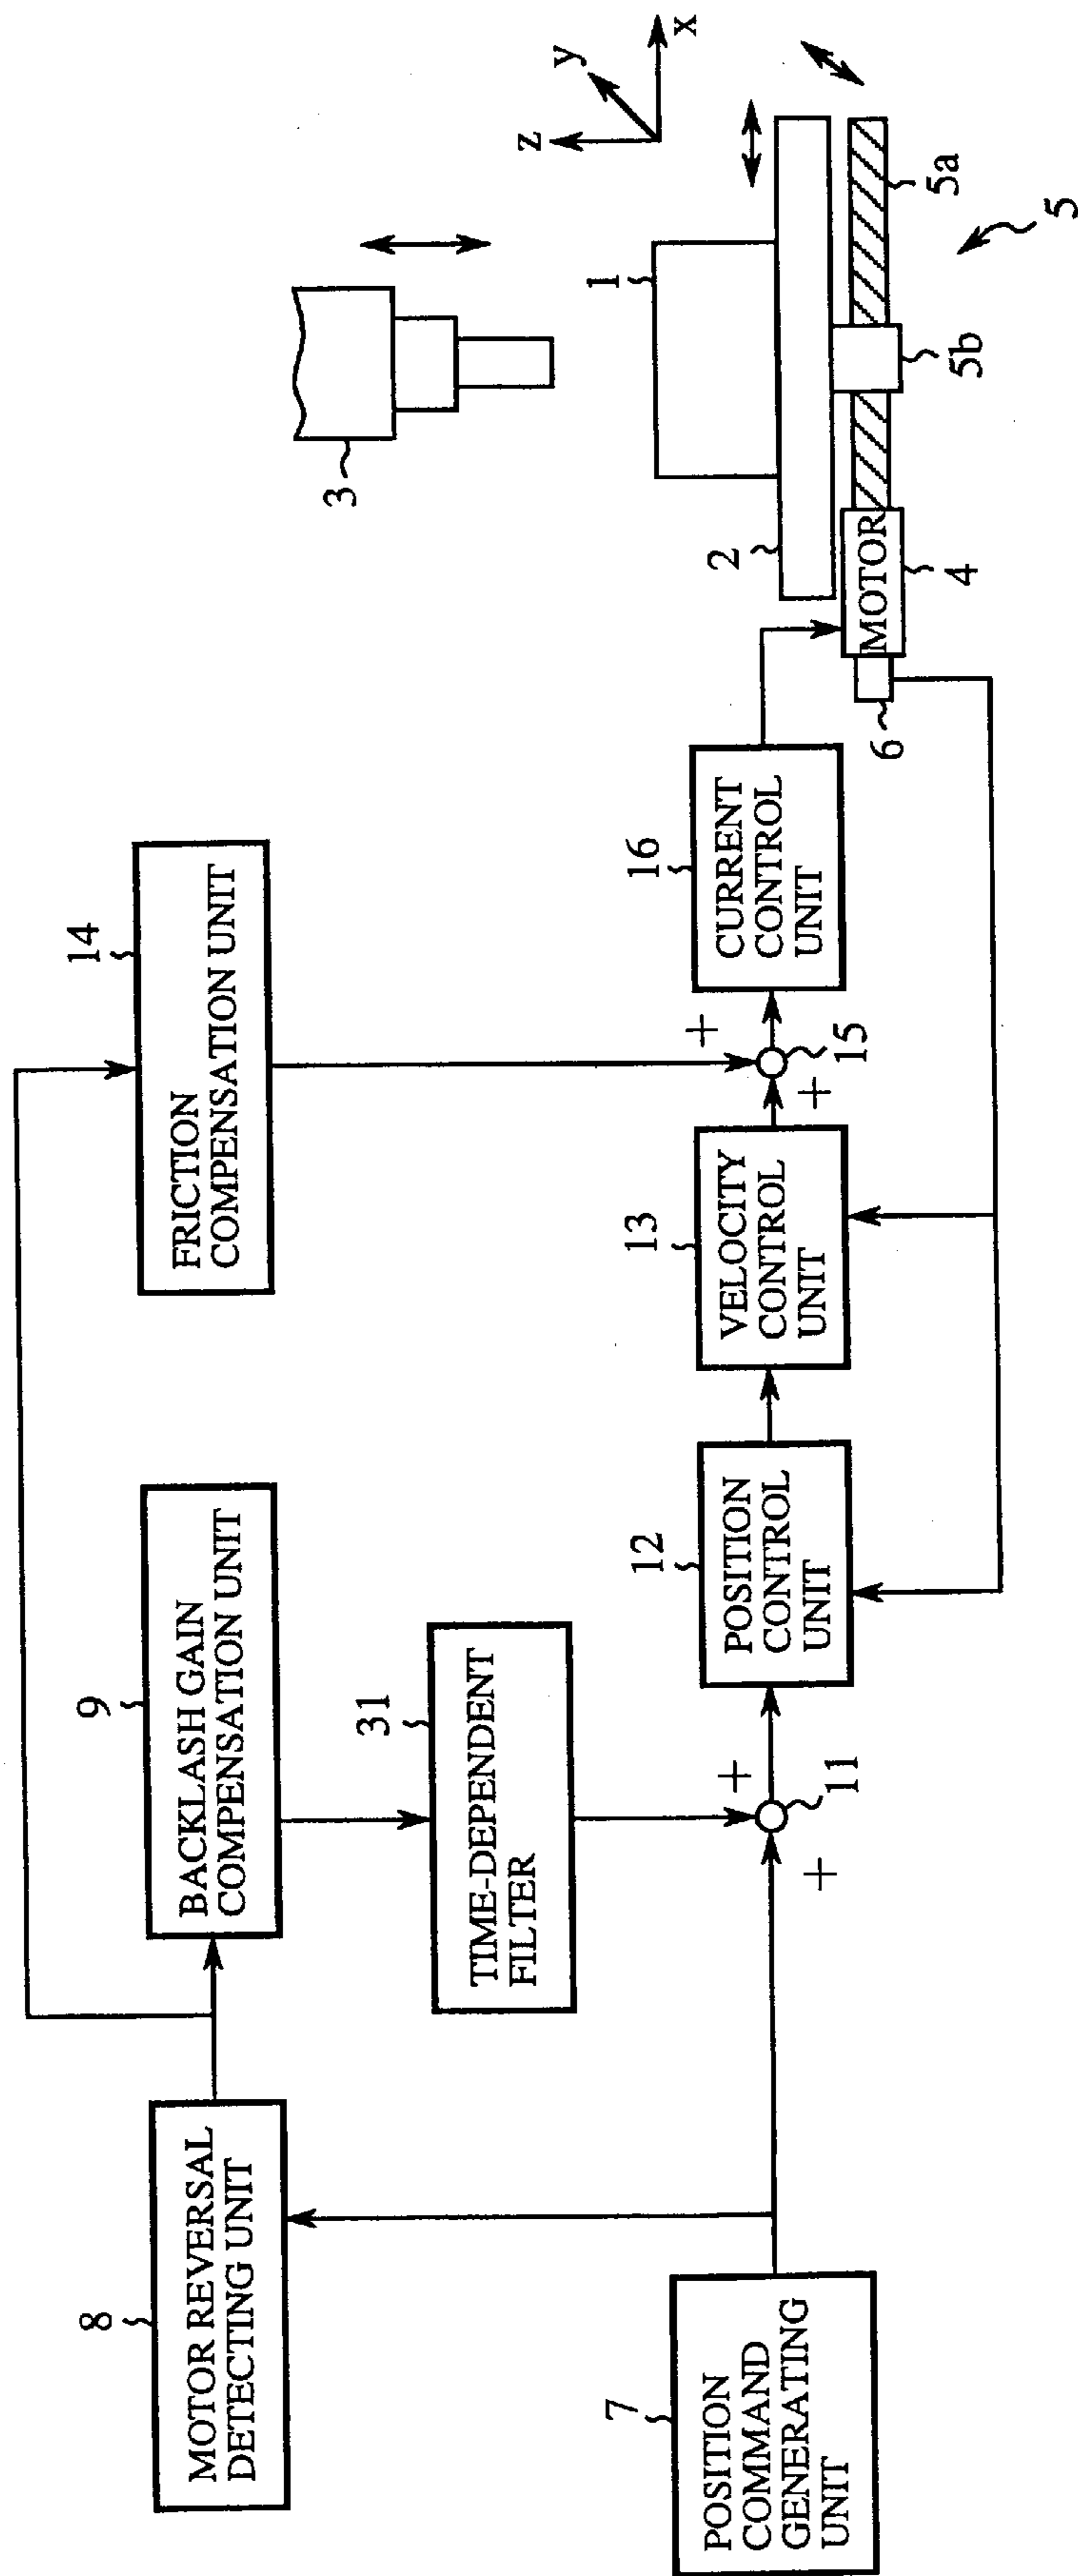 8
MOTOR REVERSAL
DETECTING UNIT
9
BACKLASH GAIN
COMPENSATION UNIT
14
FRICTION
COMPENSATION UNIT
31
TIME-DEPENDENT
FILTER
7
POSITION
COMMAND
GENERATING
UNIT
+
+
11
12
POSITION
CONTROL
UNIT
13
VELOCITY
CONTROL
UNIT
+
+
15
16
CURRENT
CONTROL
UNIT
3
z
y
x
1
2
MOTOR
6
4
5b
5a
5